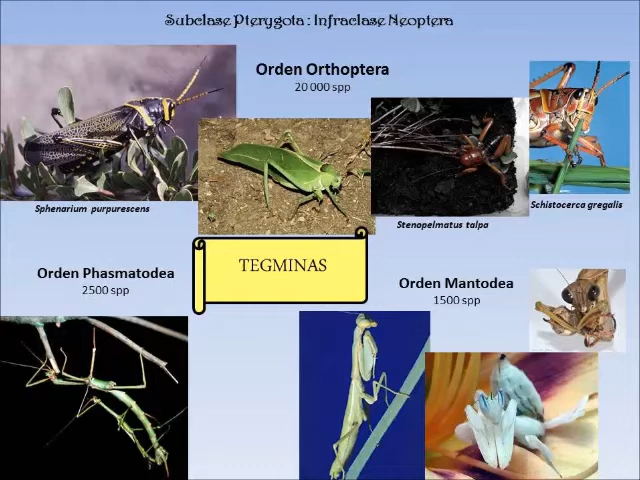 Subclase Pterygota : Infraclase Neoptera
Orden Orthoptera
20 000 spp
Sphenarium purpurescens
Stenopelmatus talpa
Schistocerca gregalis
TEGMINAS
Orden Phasmatodea
2500 spp
Orden Mantodea
1500 spp